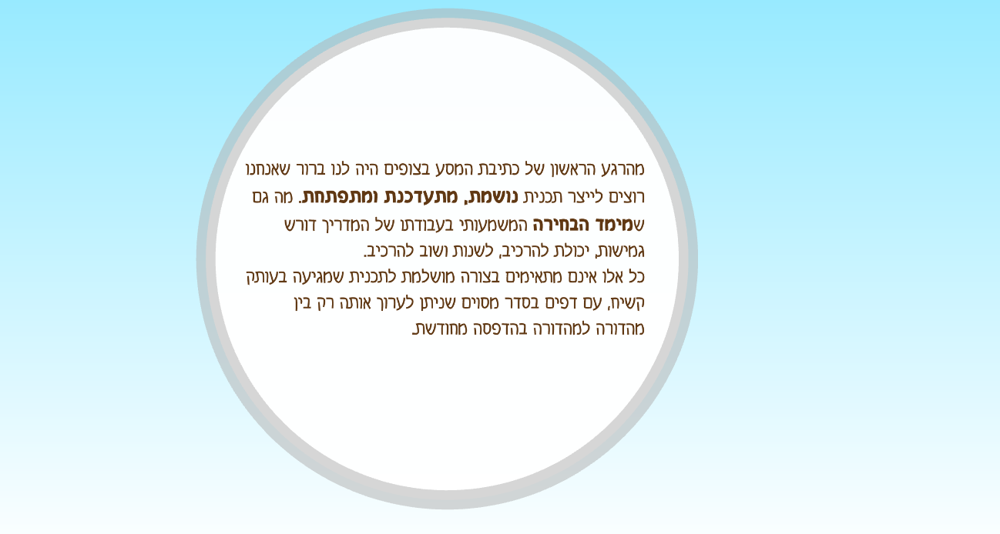 מהרגע הראשון של כתיבת המסע בצופים היה לנו ברור שאנחנו
רוצים לייצר תכנית נושמת, מתעדכנת ומתפתחת. מה גם
שמימד הבחירה המשמעותי בעבודתו של המדריך דורש
גמישות, יכולת להרכיב, לשנות ושוב להרכיב.
כל אלו אינם מתאימים בצורה מושלמת לתכנית שמגיעה בעותק
קשיח, עם דפים בסדר מסוים שניתן לערוך אותה רק בין
מהדורה למהדורה בהדפסה מחודשת.